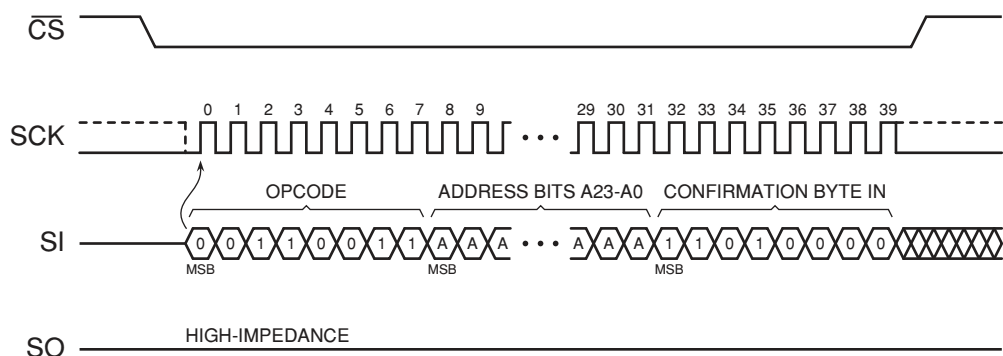 CS
SCK
0 1 2 3 4 5 6 7 8 9 29 30 31 32 33 34 35 36 37 38 39
OPCODE ADDRESS BITS A23-A0 CONFIRMATION BYTE IN
SI
0 0 1 1 0 0 1 1 A A A A A A 1 1 0 1 0 0 0 0
MSB MSB MSB
HIGH-IMPEDANCE
SO